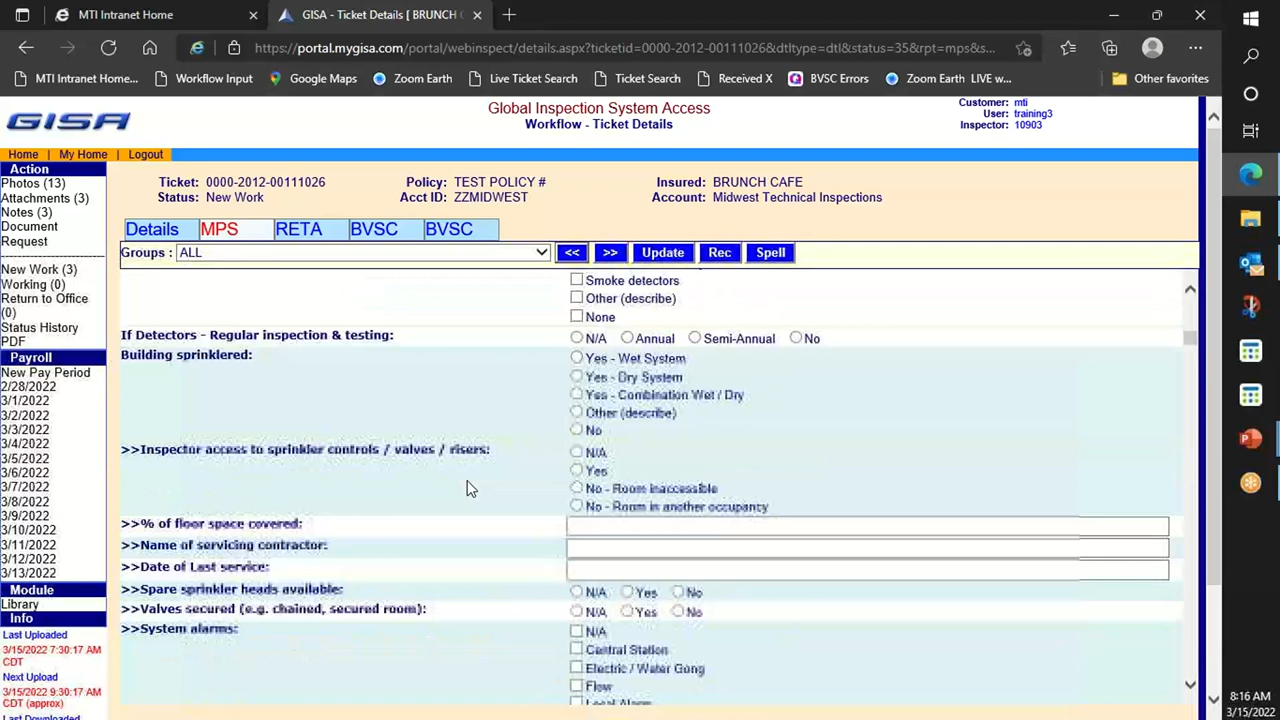 MTI Intranet Home
GISA - Ticket Details [ BRUNCH C
https://portal.mygisa.com/portal/webinspect/details.aspx?ticketid=0000-2012-00111026&dtltype=dtl&status=35&rpt=mps&s...
MTI Intranet Home...
Workflow Input
Google Maps
Zoom Earth
Live Ticket Search
Ticket Search
Received X
BVSC Errors
Zoom Earth LIVE w...
Other favorites
GISA
Global Inspection System Access
Workflow - Ticket Details
Customer: mti
User: training3
Inspector: 10903
Home | My Home | Logout
Action
Photos (13)
Attachments (3)
Notes (3)
Document
Request
New Work (3)
Working (0)
Return to Office
(0)
Status History
PDF
Payroll
New Pay Period
2/28/2022
3/1/2022
3/2/2022
3/3/2022
3/4/2022
3/5/2022
3/6/2022
3/7/2022
3/8/2022
3/9/2022
3/10/2022
3/11/2022
3/12/2022
3/13/2022
Module
Library
Info
Last Uploaded
3/15/2022 7:30:17 AM
CDT
Next Upload
3/15/2022 9:30:17 AM
CDT (approx)
Last Downloaded
Ticket: 0000-2012-00111026 Policy: TEST POLICY # Insured: BRUNCH CAFE
Status: New Work Acct ID: ZZMIDWEST Account: Midwest Technical Inspections
Details MPS RETA BVSC BVSC
Groups : ALL << >> Update Rec Spell
Smoke detectors
Other (describe)
None
If Detectors - Regular inspection & testing: N/A Annual Semi-Annual No
Building sprinklered: Yes - Wet System
Yes - Dry System
Yes - Combination Wet / Dry
Other (describe)
No
>>Inspector access to sprinkler controls / valves / risers: N/A
Yes
No - Room inaccessible
No - Room in another occupancy
>>% of floor space covered:
>>Name of servicing contractor:
>>Date of Last service:
>>Spare sprinkler heads available: N/A Yes No
>>Valves secured (e.g. chained, secured room): N/A Yes No
>>System alarms: N/A
Central Station
Electric / Water Gong
Flow
Local Alarm
8:16 AM
3/15/2022